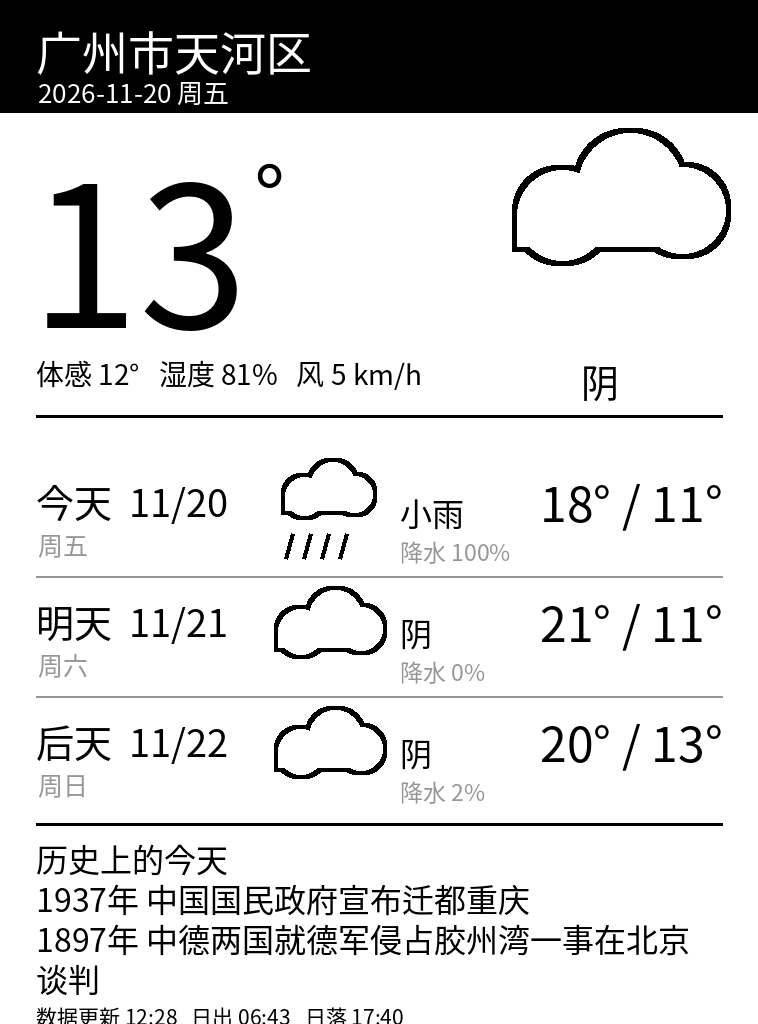 广州市天河区
2026-11-20 周五
13°
体感 12° 湿度 81% 风 5 km/h
阴
今天 11/20 小雨 18° / 11°
周五 降水 100%
明天 11/21 阴 21° / 11°
周六 降水 0%
后天 11/22 阴 20° / 13°
周日 降水 2%
历史上的今天
1937年 中国国民政府宣布迁都重庆
1897年 中德两国就德军侵占胶州湾一事在北京
谈判
数据更新 12:28 日出 06:43 日落 17:40